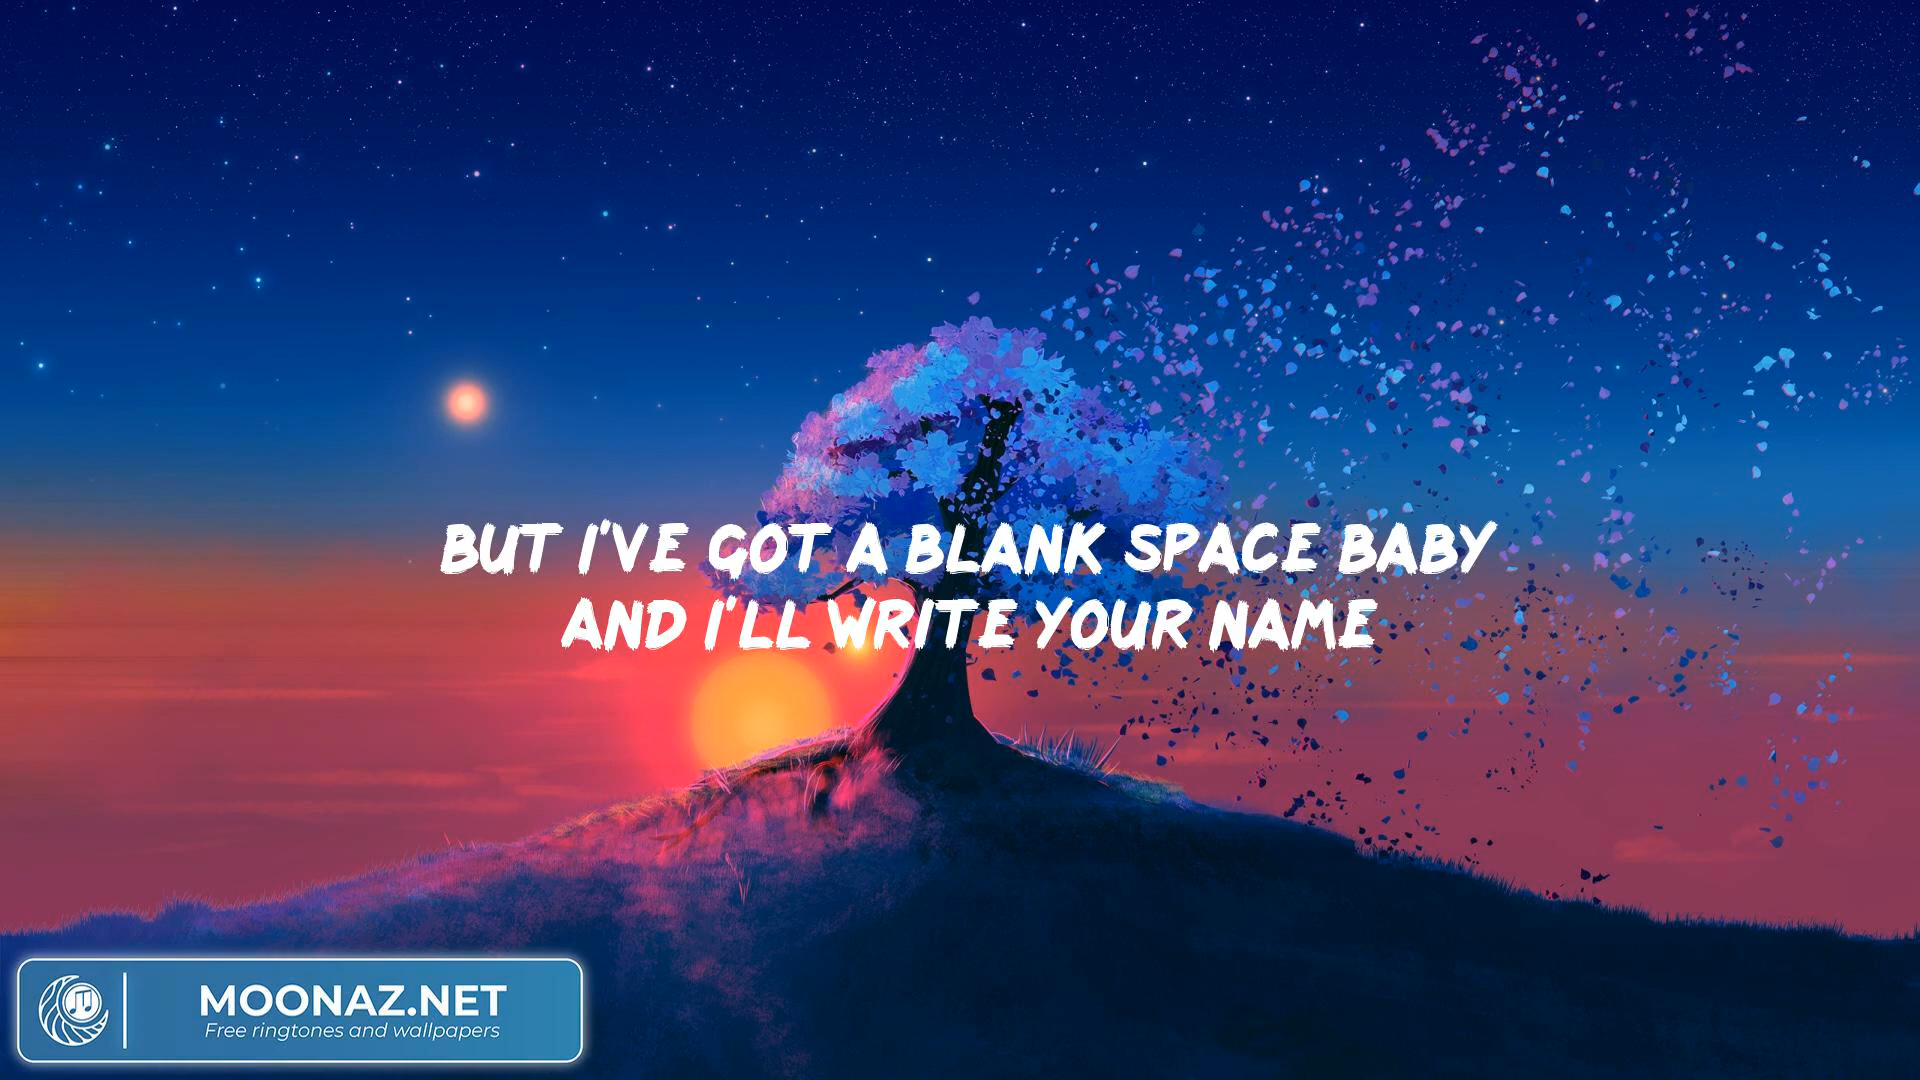 BUT I'VE GOT A BLANK SPACE BABY
AND I'LL WRITE YOUR NAME
MOONAZ.NET
Free ringtones and wallpapers